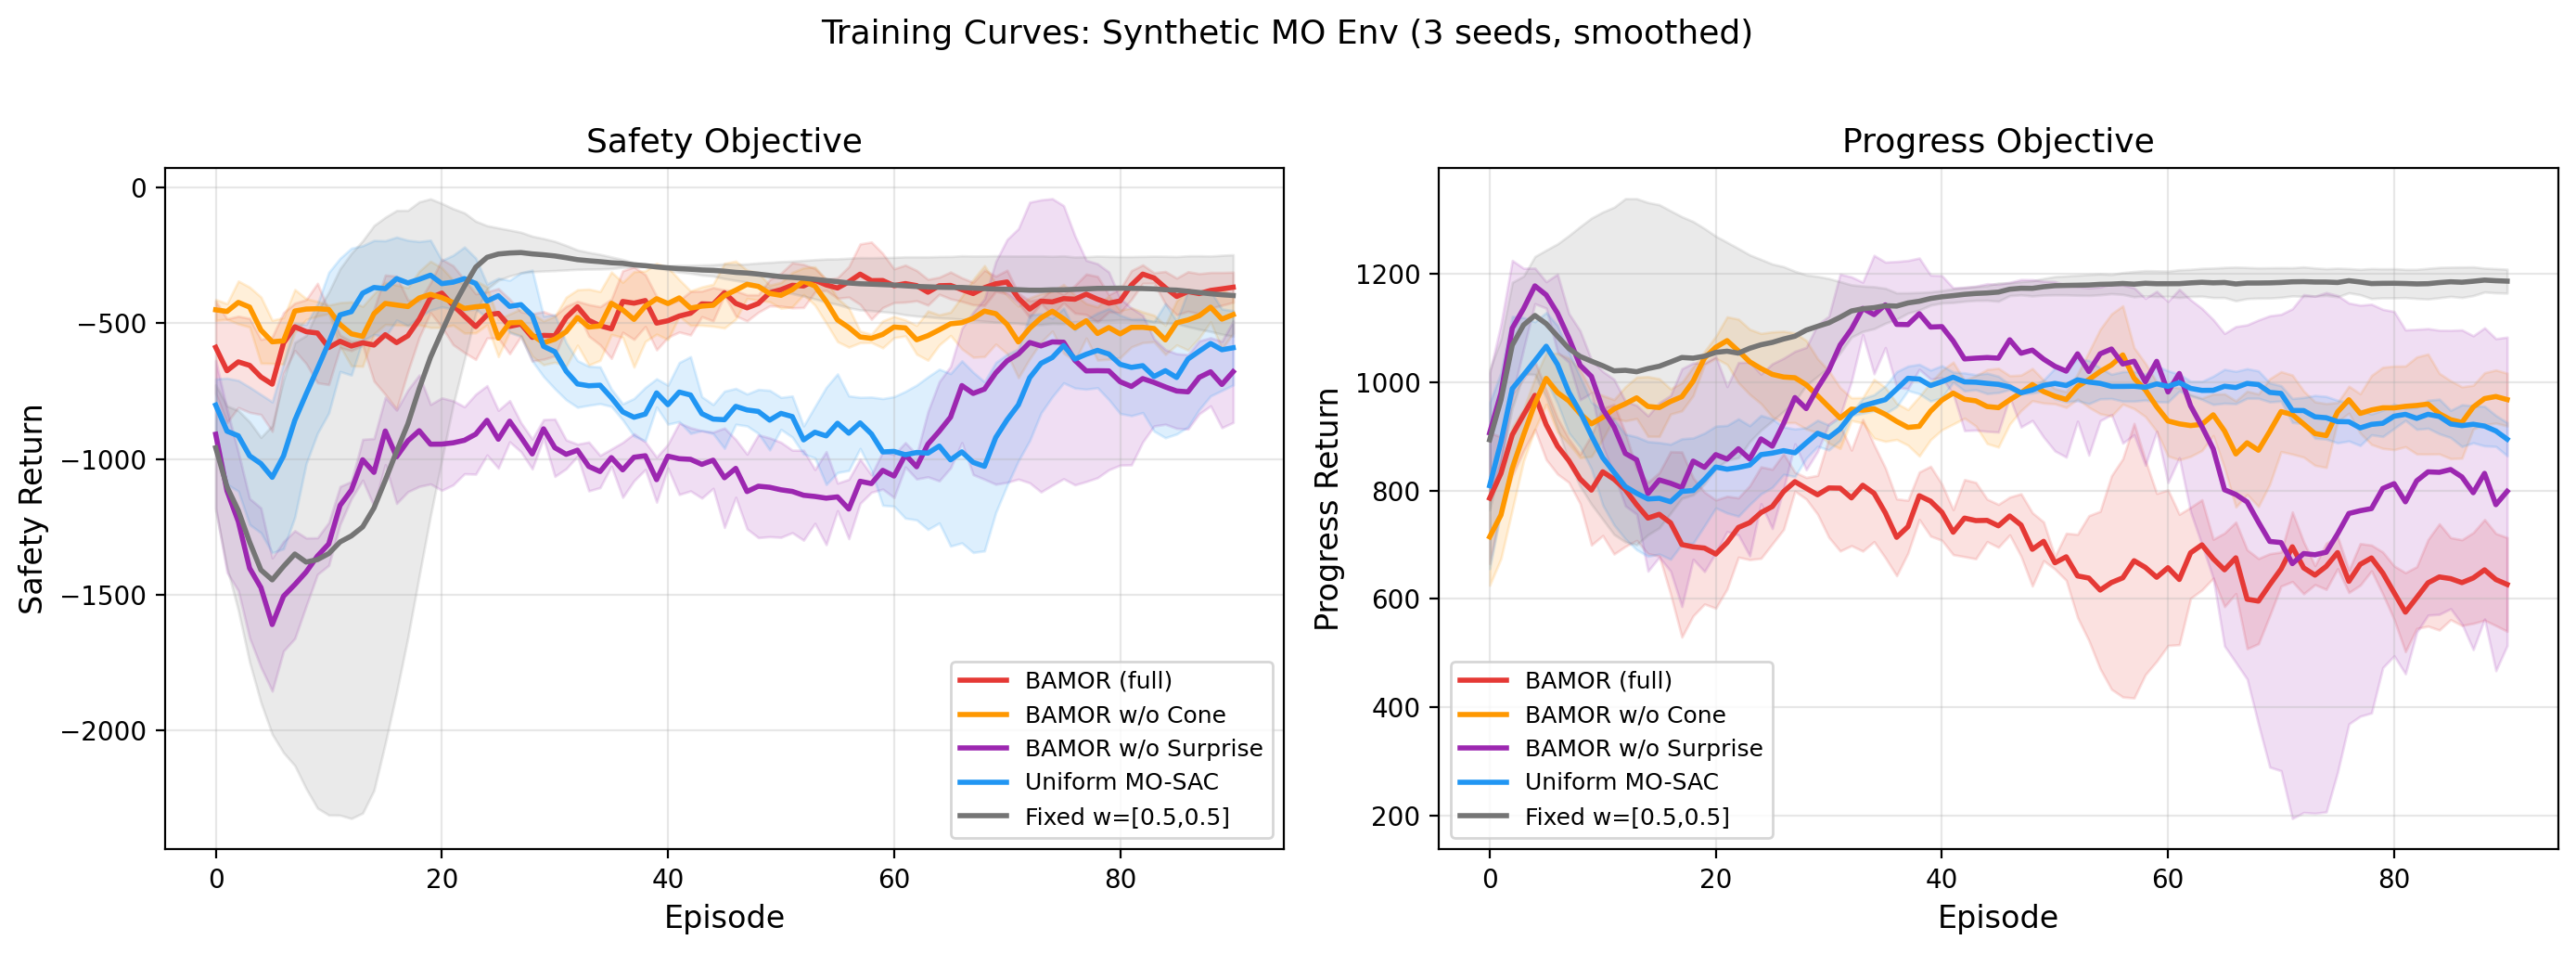 Training Curves: Synthetic MO Env (3 seeds, smoothed)
Safety Objective
Safety Return
0
−500
−1000
−1500
−2000
0
20
40
60
80
Episode
BAMOR (full)
BAMOR w/o Cone
BAMOR w/o Surprise
Uniform MO-SAC
Fixed w=[0.5,0.5]
Progress Objective
Progress Return
1200
1000
800
600
400
200
0
20
40
60
80
Episode
BAMOR (full)
BAMOR w/o Cone
BAMOR w/o Surprise
Uniform MO-SAC
Fixed w=[0.5,0.5]